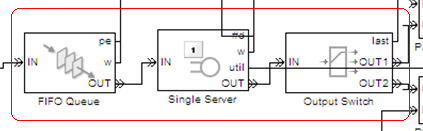 pe
IN
w
OUT
FIFO Queue
#d
1
w
IN
util
OUT
Single Server
last
IN
OUT1
OUT2
Output Switch